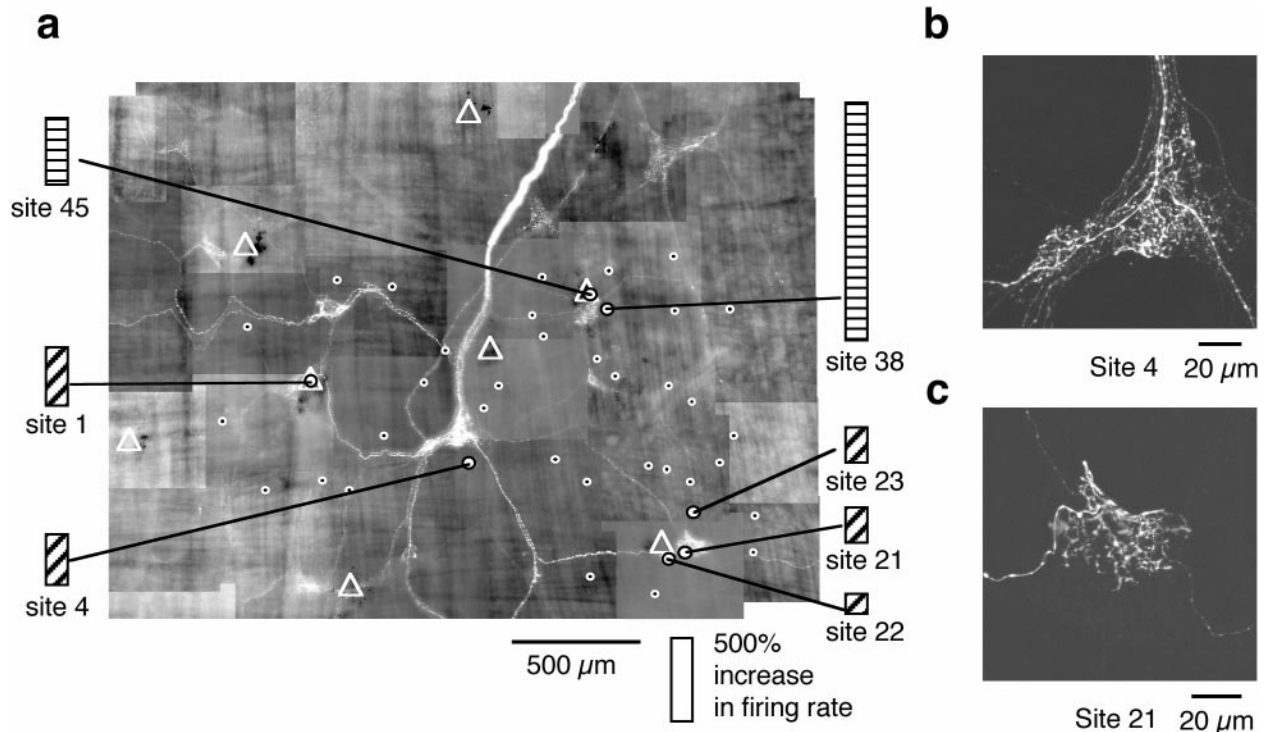 a
site 45
site 1
site 4
site 38
site 23
site 21
site 22
500 µm
500%
increase
in firing rate
b
Site 4 20 µm
c
Site 21 20 µm